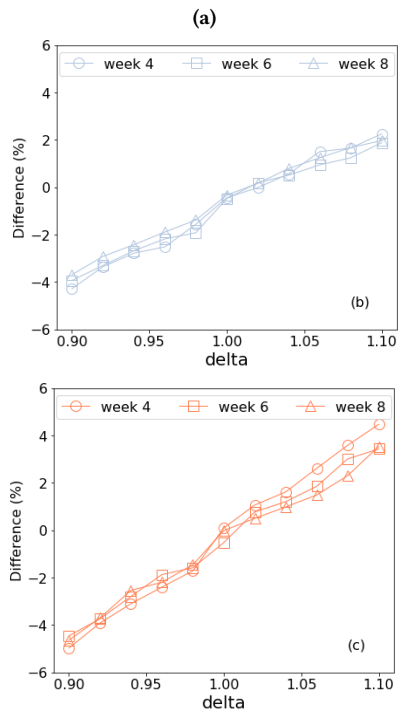 (a)
6
week 4 week 6 week 8
4
2
0
−2
−4
−6
Difference (%)
(b)
0.90 0.95 1.00 1.05 1.10
delta
6
week 4 week 6 week 8
4
2
0
−2
−4
−6
Difference (%)
(c)
0.90 0.95 1.00 1.05 1.10
delta